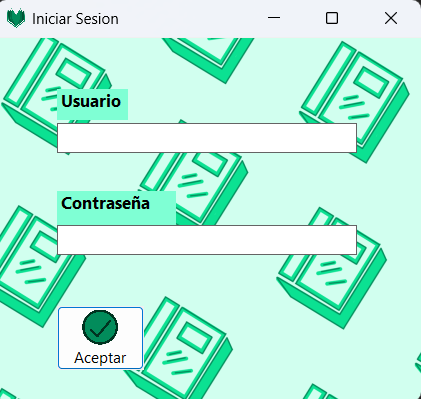 Iniciar Sesion
Usuario
Contraseña
Aceptar